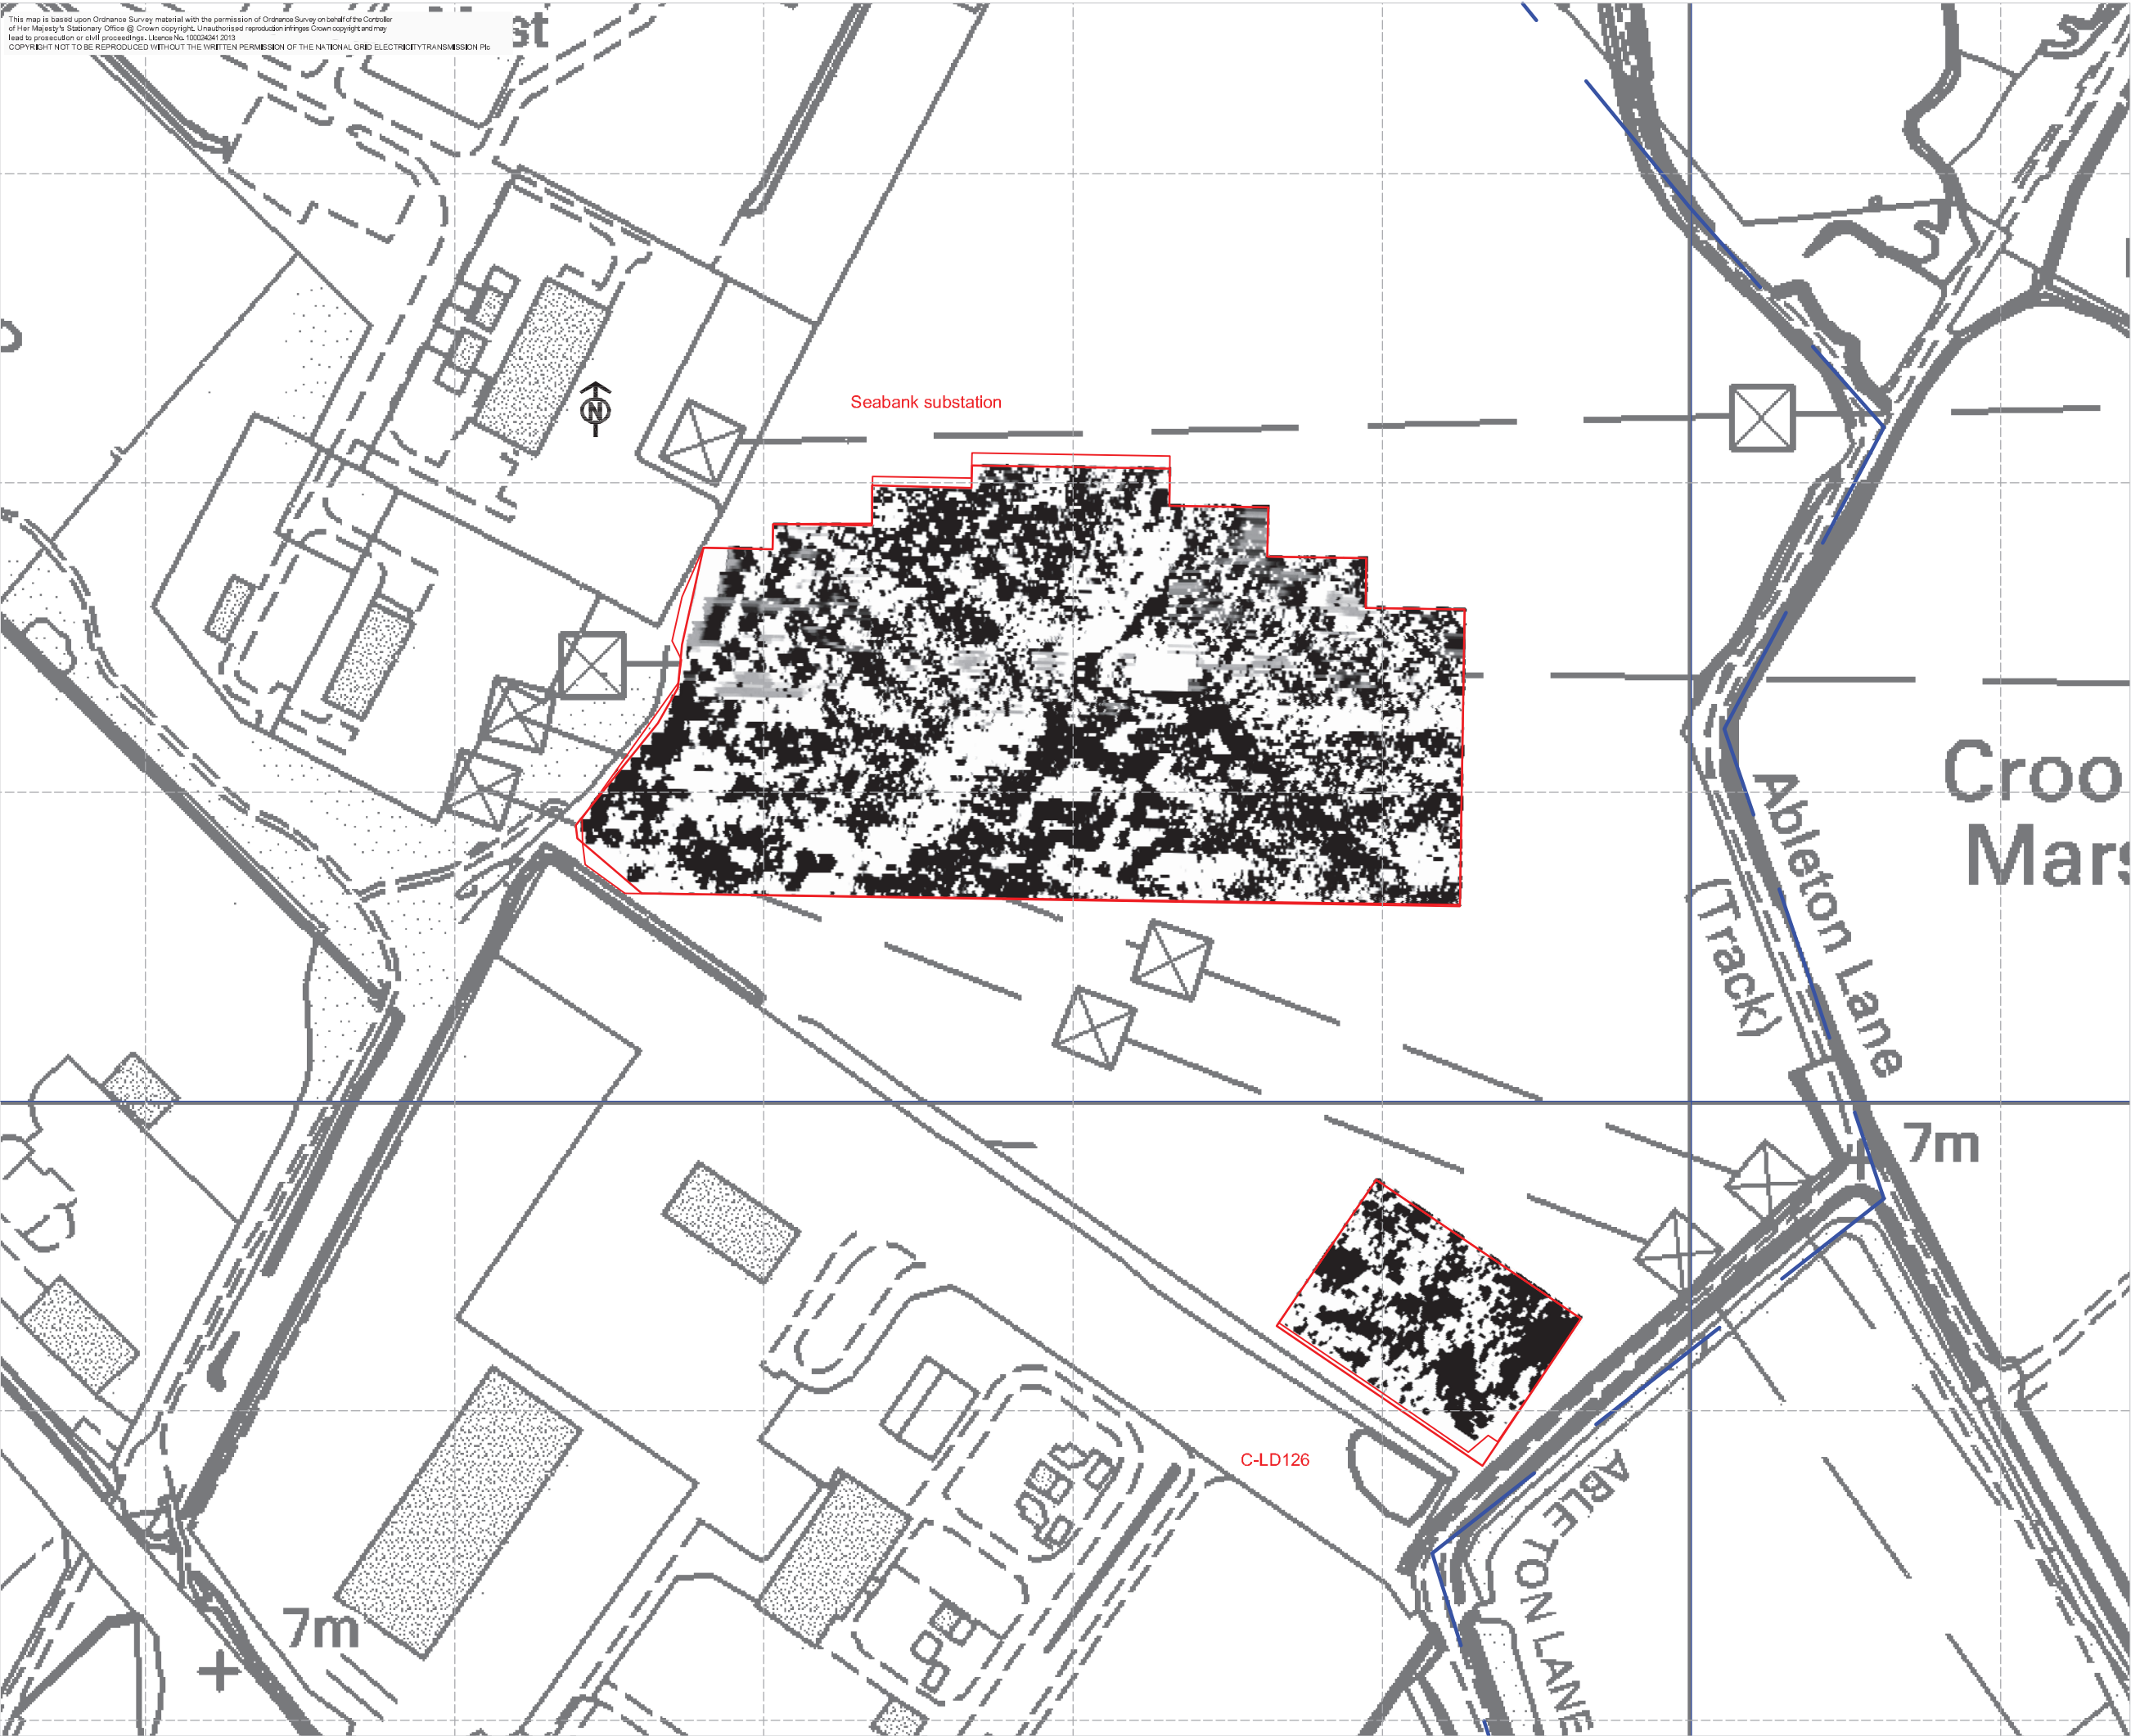 This map is based upon Ordnance Survey material with the permission of Ordnance Survey on behalf of the Controller
of Her Majesty's Stationary Office @ Crown copyright. Unauthorised reproduction infringes Crown copyright and may
lead to prosecution or civil proceedings. Licence No. 100024241 2013
COPYRIGHT NOT TO BE REPRODUCED WITHOUT THE WRITTEN PERMISSION OF THE NATIONAL GRID ELECTRICITY TRANSMISSION Plc
st
N
Seabank substation
Croo
Mars
Ableton Lane
(Track)
7m
C-LD126
ABLETON LANE
7m